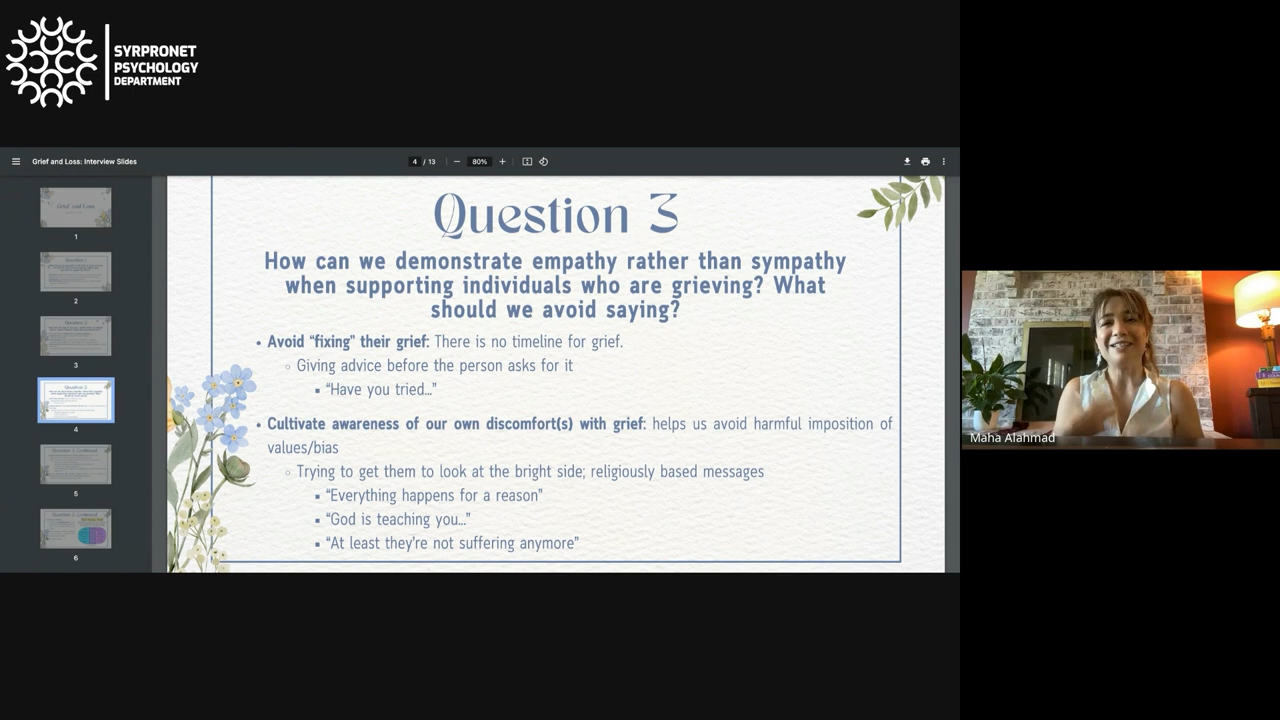 SYRPRONET
PSYCHOLOGY
DEPARTMENT
Grief and Loss: Interview Slides
4 / 13
80%
1
2
3
4
5
6
Question 3
How can we demonstrate empathy rather than sympathy
when supporting individuals who are grieving? What
should we avoid saying?
• Avoid “fixing” their grief: There is no timeline for grief.
◦ Giving advice before the person asks for it
▪ “Have you tried...”
• Cultivate awareness of our own discomfort(s) with grief: helps us avoid harmful imposition of
values/bias
◦ Trying to get them to look at the bright side; religiously based messages
▪ “Everything happens for a reason”
▪ “God is teaching you...”
▪ “At least they're not suffering anymore”
Maha Alahmad